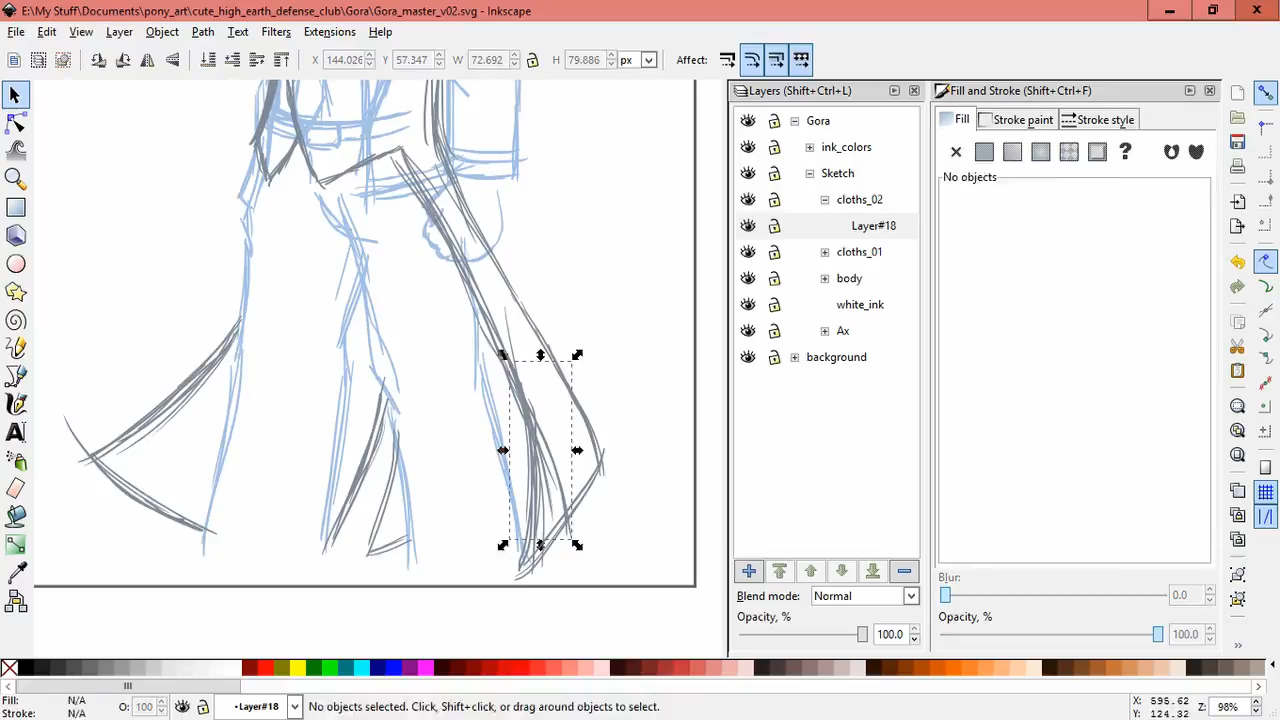 E:\My Stuff\Documents\pony_art\cute_high_earth_defense_club\Gora\Gora_master_v02.svg - Inkscape
File Edit View Layer Object Path Text Filters Extensions Help
X 144.026 Y 57.347 W 72.692 H 79.886 px Affect:
Layers (Shift+Ctrl+L) Fill and Stroke (Shift+Ctrl+F)
Gora
Fill Stroke paint Stroke style
ink_colors
?
Sketch
No objects
cloths_02
Layer#18
cloths_01
body
white_ink
Ax
background
Blur:
Blend mode: Normal
0.0
Opacity, % Opacity, %
100.0 100.0
Fill: N/A
Stroke: N/A
O: 100
•Layer#18
No objects selected. Click, Shift+click, or drag around objects to select.
X: 595.62
Y: 124.32
Z: 98%